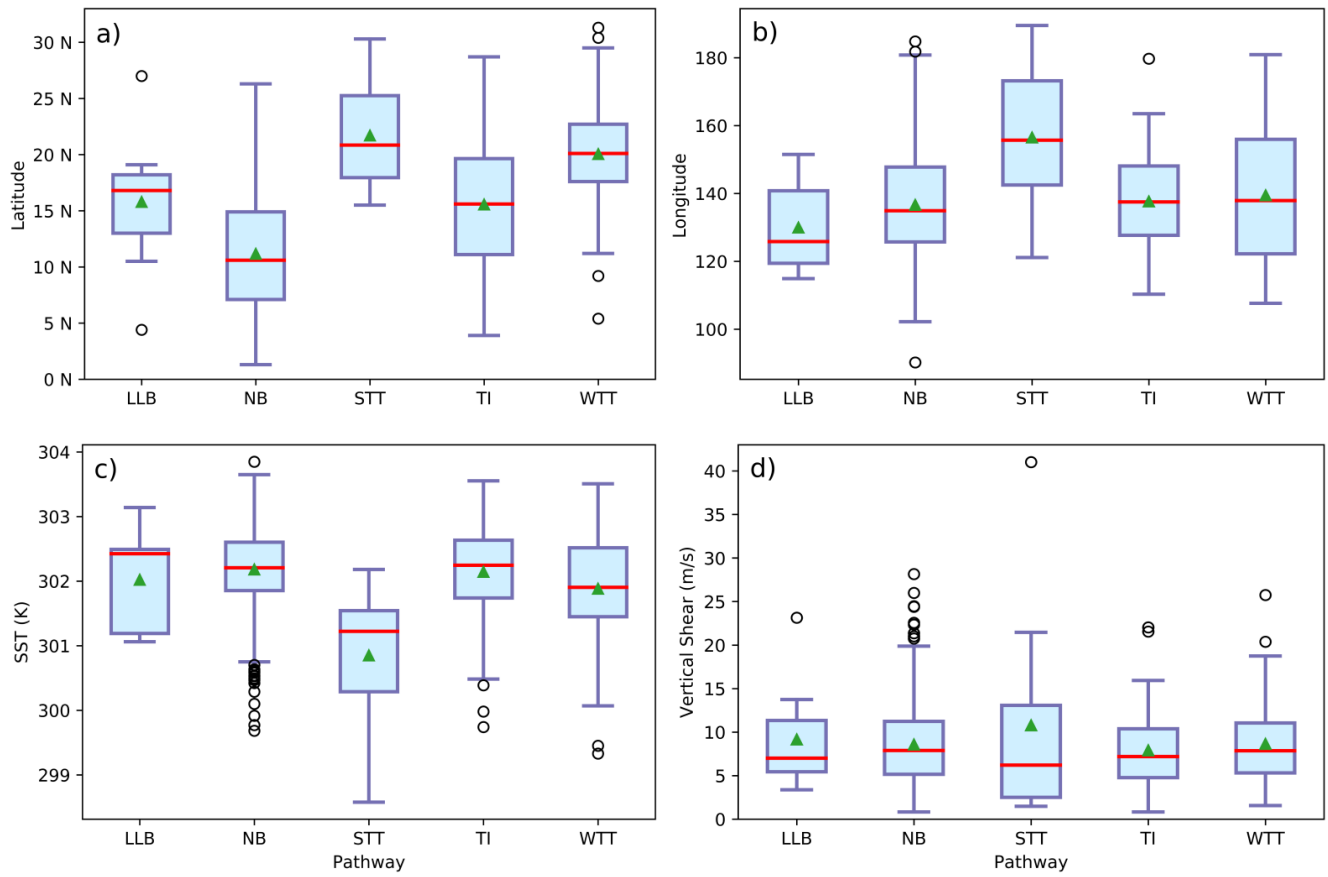 a)
Latitude
30 N
25 N
20 N
15 N
10 N
5 N
0 N
LLB NB STT TI WTT
b)
Longitude
180
160
140
120
100
LLB NB STT TI WTT
c)
SST (K)
304
303
302
301
300
299
LLB NB STT TI WTT
Pathway
d)
Vertical Shear (m/s)
40
35
30
25
20
15
10
5
0
LLB NB STT TI WTT
Pathway